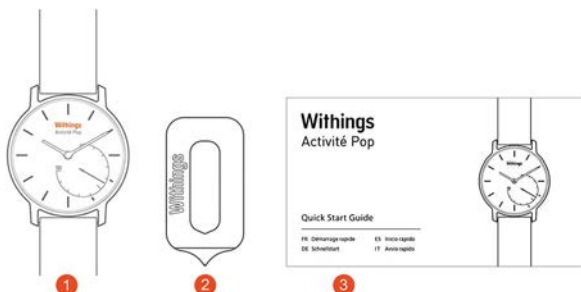 Withings
Activité Pop
Withings
Withings
Activité Pop
Quick Start Guide
FR Démarrage rapide
ES Inicio rápido
DE Schnellstart
IT Avvio rapido
Withings
1
2
3